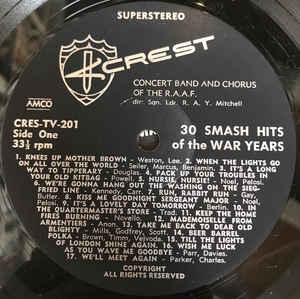 SUPERSTEREO
CREST
CONCERT BAND AND CHORUS
OF THE R.A.A.F.
dir: Sqn. Ldr. R. A. Y. Mitchell
AMCO
CRES-TV-201
Side One
33⅓ rpm
30 SMASH HITS
of the WAR YEARS
1. KNEES UP MOTHER BROWN - Weston, Lee. 2. WHEN THE LIGHTS GO
ON ALL OVER THE WORLD - Seiler, Marcus, Benjamin. 3. IT'S A LONG
WAY TO TIPPERARY - Douglas. 4. PACK UP YOUR TROUBLES IN
YOUR OLD KITBAG - Powell. 5. NURSIE, NURSIE! - Noel, Pelosi.
6. WE'RE GONNA HANG OUT THE WASHING ON THE SIEG-
FRIED LINE - Kennedy, Carr. 7. RUN, RABBIT RUN - Gay,
Butler. 8. KISS ME GOODNIGHT SERGEANT MAJOR - Noel,
Pelosi. 9. IT'S A LOVELY DAY TOMORROW - Berlin. 10. IN
THE QUARTERMASTER'S STORE - Trad. 11. KEEP THE HOME
FIRES BURNING - Novello. 12. MADEMOISELLE FROM
ARMENTIERS - Anon. 13. TAKE ME BACK TO DEAR OLD
BLIGHTY - Mills, Godfrey, Scott. 14. BEER BARREL
POLKA - Brown, Timm, Vejvoda. 15. TILL THE LIGHTS
OF LONDON SHINE AGAIN. 16. WISH ME LUCK
AS YOU WAVE ME GOODBYE - Parr, Davies.
17. WE'LL MEET AGAIN - Parker, Charles.
COPYRIGHT
ALL RIGHTS RESERVED